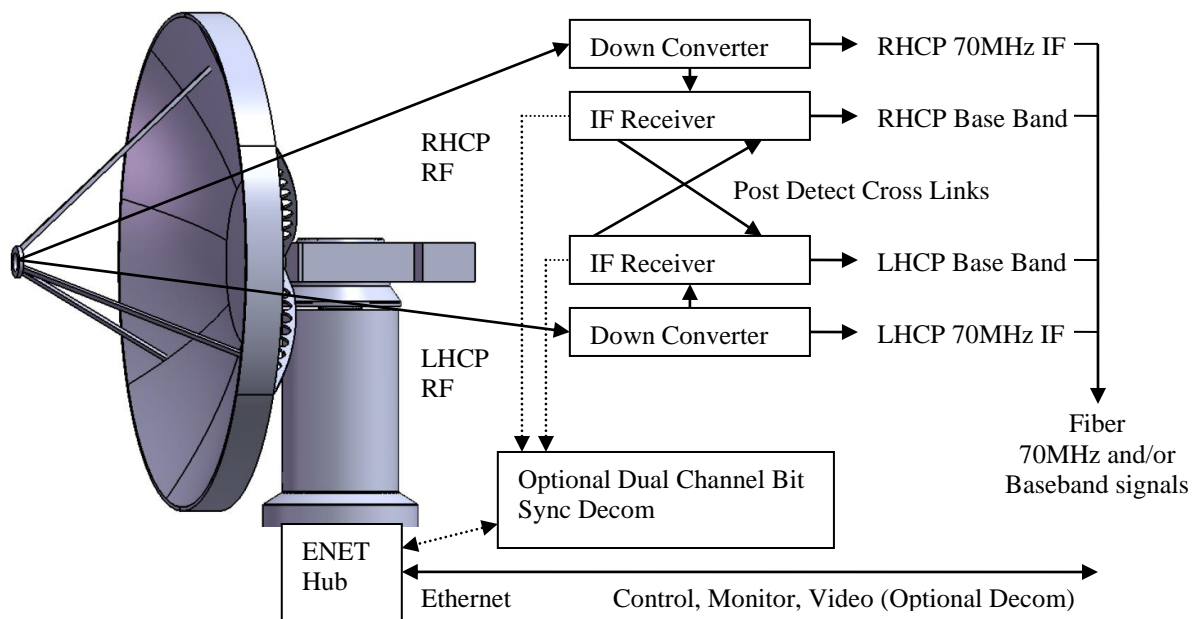 Down Converter
RHCP 70MHz IF
IF Receiver
RHCP Base Band
RHCP
RF
Post Detect Cross Links
IF Receiver
LHCP Base Band
Down Converter
LHCP 70MHz IF
LHCP
RF
Fiber
70MHz and/or
Baseband signals
Optional Dual Channel Bit
Sync Decom
ENET
Hub
Ethernet
Control, Monitor, Video (Optional Decom)